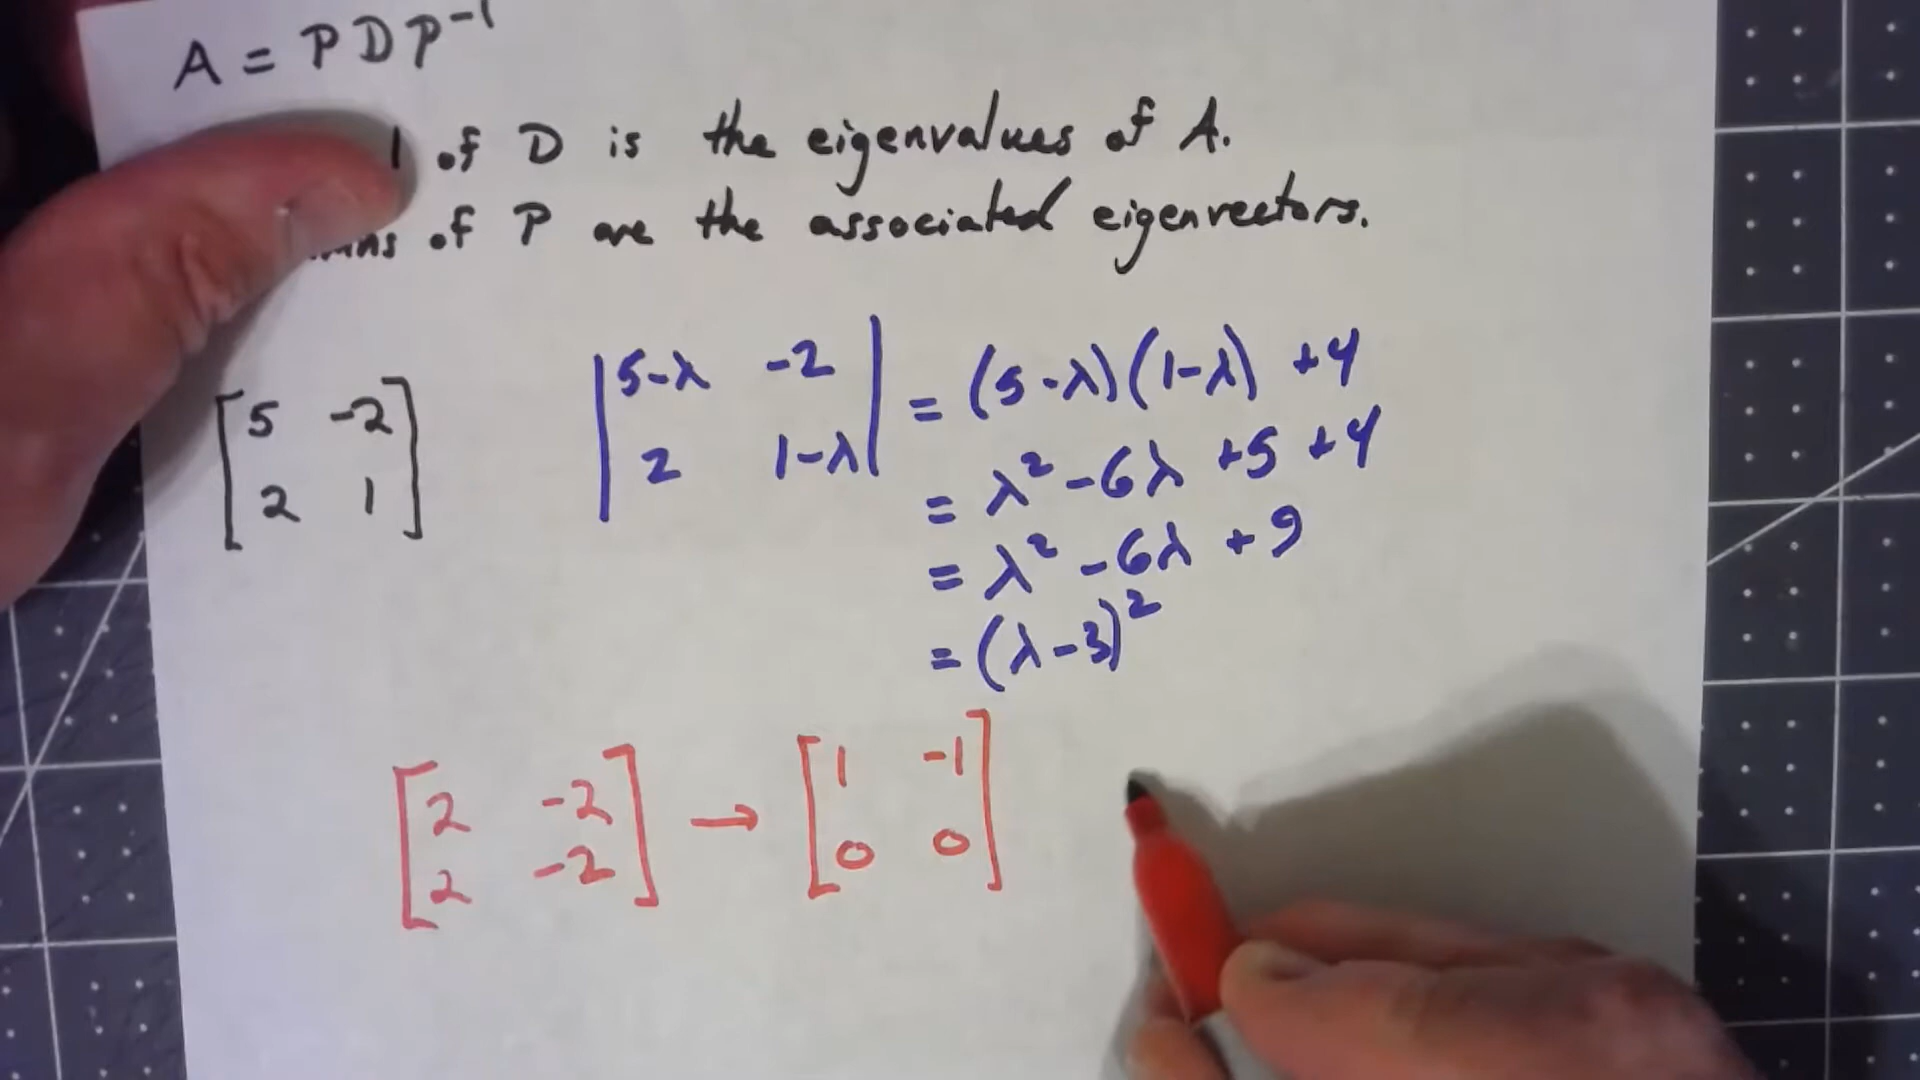 A = PDP⁻¹
of D is the eigenvalues of A.
of P are the associated eigenvectors.
[5 -2] |5-λ -2| = (5-λ)(1-λ) +4
[2 1] |2 1-λ| = λ² -6λ +5 +4
= λ² -6λ +9
= (λ-3)²
[2 -2] → [1 -1]
[2 -2] [0 0]